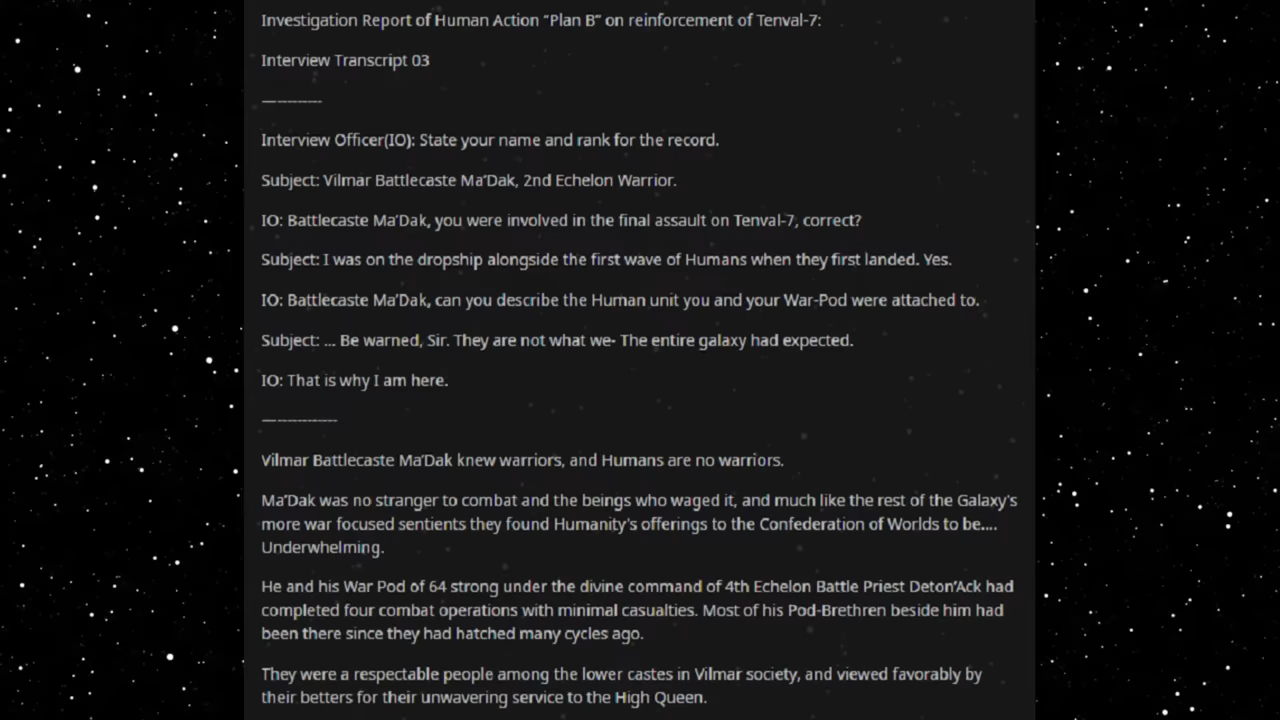 Investigation Report of Human Action “Plan B” on reinforcement of Tenval-7:
Interview Transcript 03
—----------
Interview Officer(IO): State your name and rank for the record.
Subject: Vilmar Battlecaste Ma’Dak, 2nd Echelon Warrior.
IO: Battlecaste Ma’Dak, you were involved in the final assault on Tenval-7, correct?
Subject: I was on the dropship alongside the first wave of Humans when they first landed. Yes.
IO: Battlecaste Ma’Dak, can you describe the Human unit you and your War-Pod were attached to.
Subject: … Be warned, Sir. They are not what we- The entire galaxy had expected.
IO: That is why I am here.
—-------------
Vilmar Battlecaste Ma’Dak knew warriors, and Humans are no warriors.
Ma’Dak was no stranger to combat and the beings who waged it, and much like the rest of the Galaxy's
more war focused sentients they found Humanity's offerings to the Confederation of Worlds to be….
Underwhelming.
He and his War Pod of 64 strong under the divine command of 4th Echelon Battle Priest Deton’Ack had
completed four combat operations with minimal casualties. Most of his Pod-Brethren beside him had
been there since they had hatched many cycles ago.
They were a respectable people among the lower castes in Vilmar society, and viewed favorably by
their betters for their unwavering service to the High Queen.